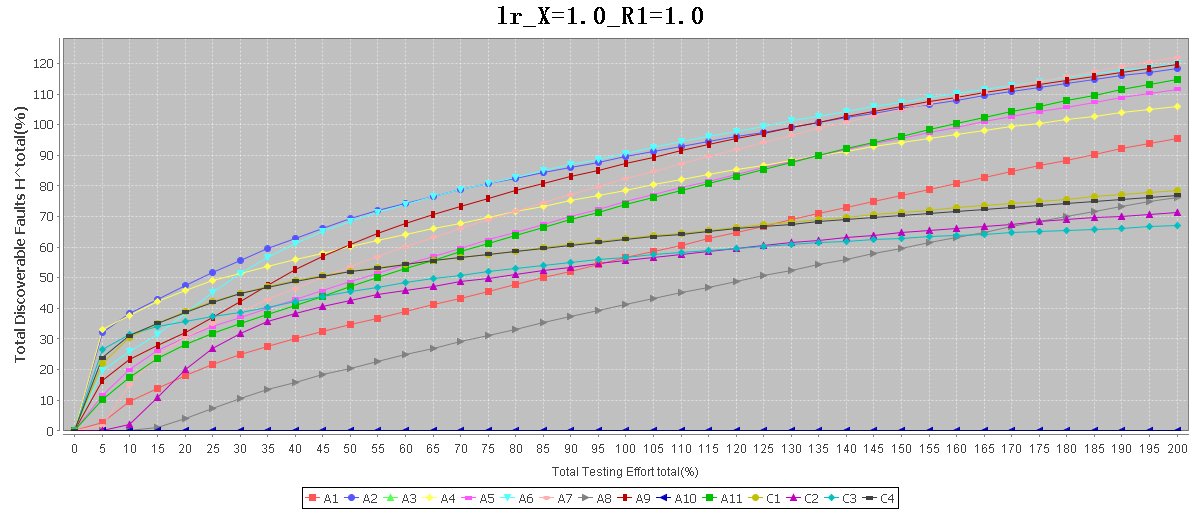 lr_X=1.0_R1=1.0
Total Discoverable Faults H^total(%)
120
110
100
90
80
70
60
50
40
30
20
10
0
0 5 10 15 20 25 30 35 40 45 50 55 60 65 70 75 80 85 90 95 100 105 110 115 120 125 130 135 140 145 150 155 160 165 170 175 180 185 190 195 200
Total Testing Effort total(%)
A1 A2 A3 A4 A5 A6 A7 A8 A9 A10 A11 C1 C2 C3 C4